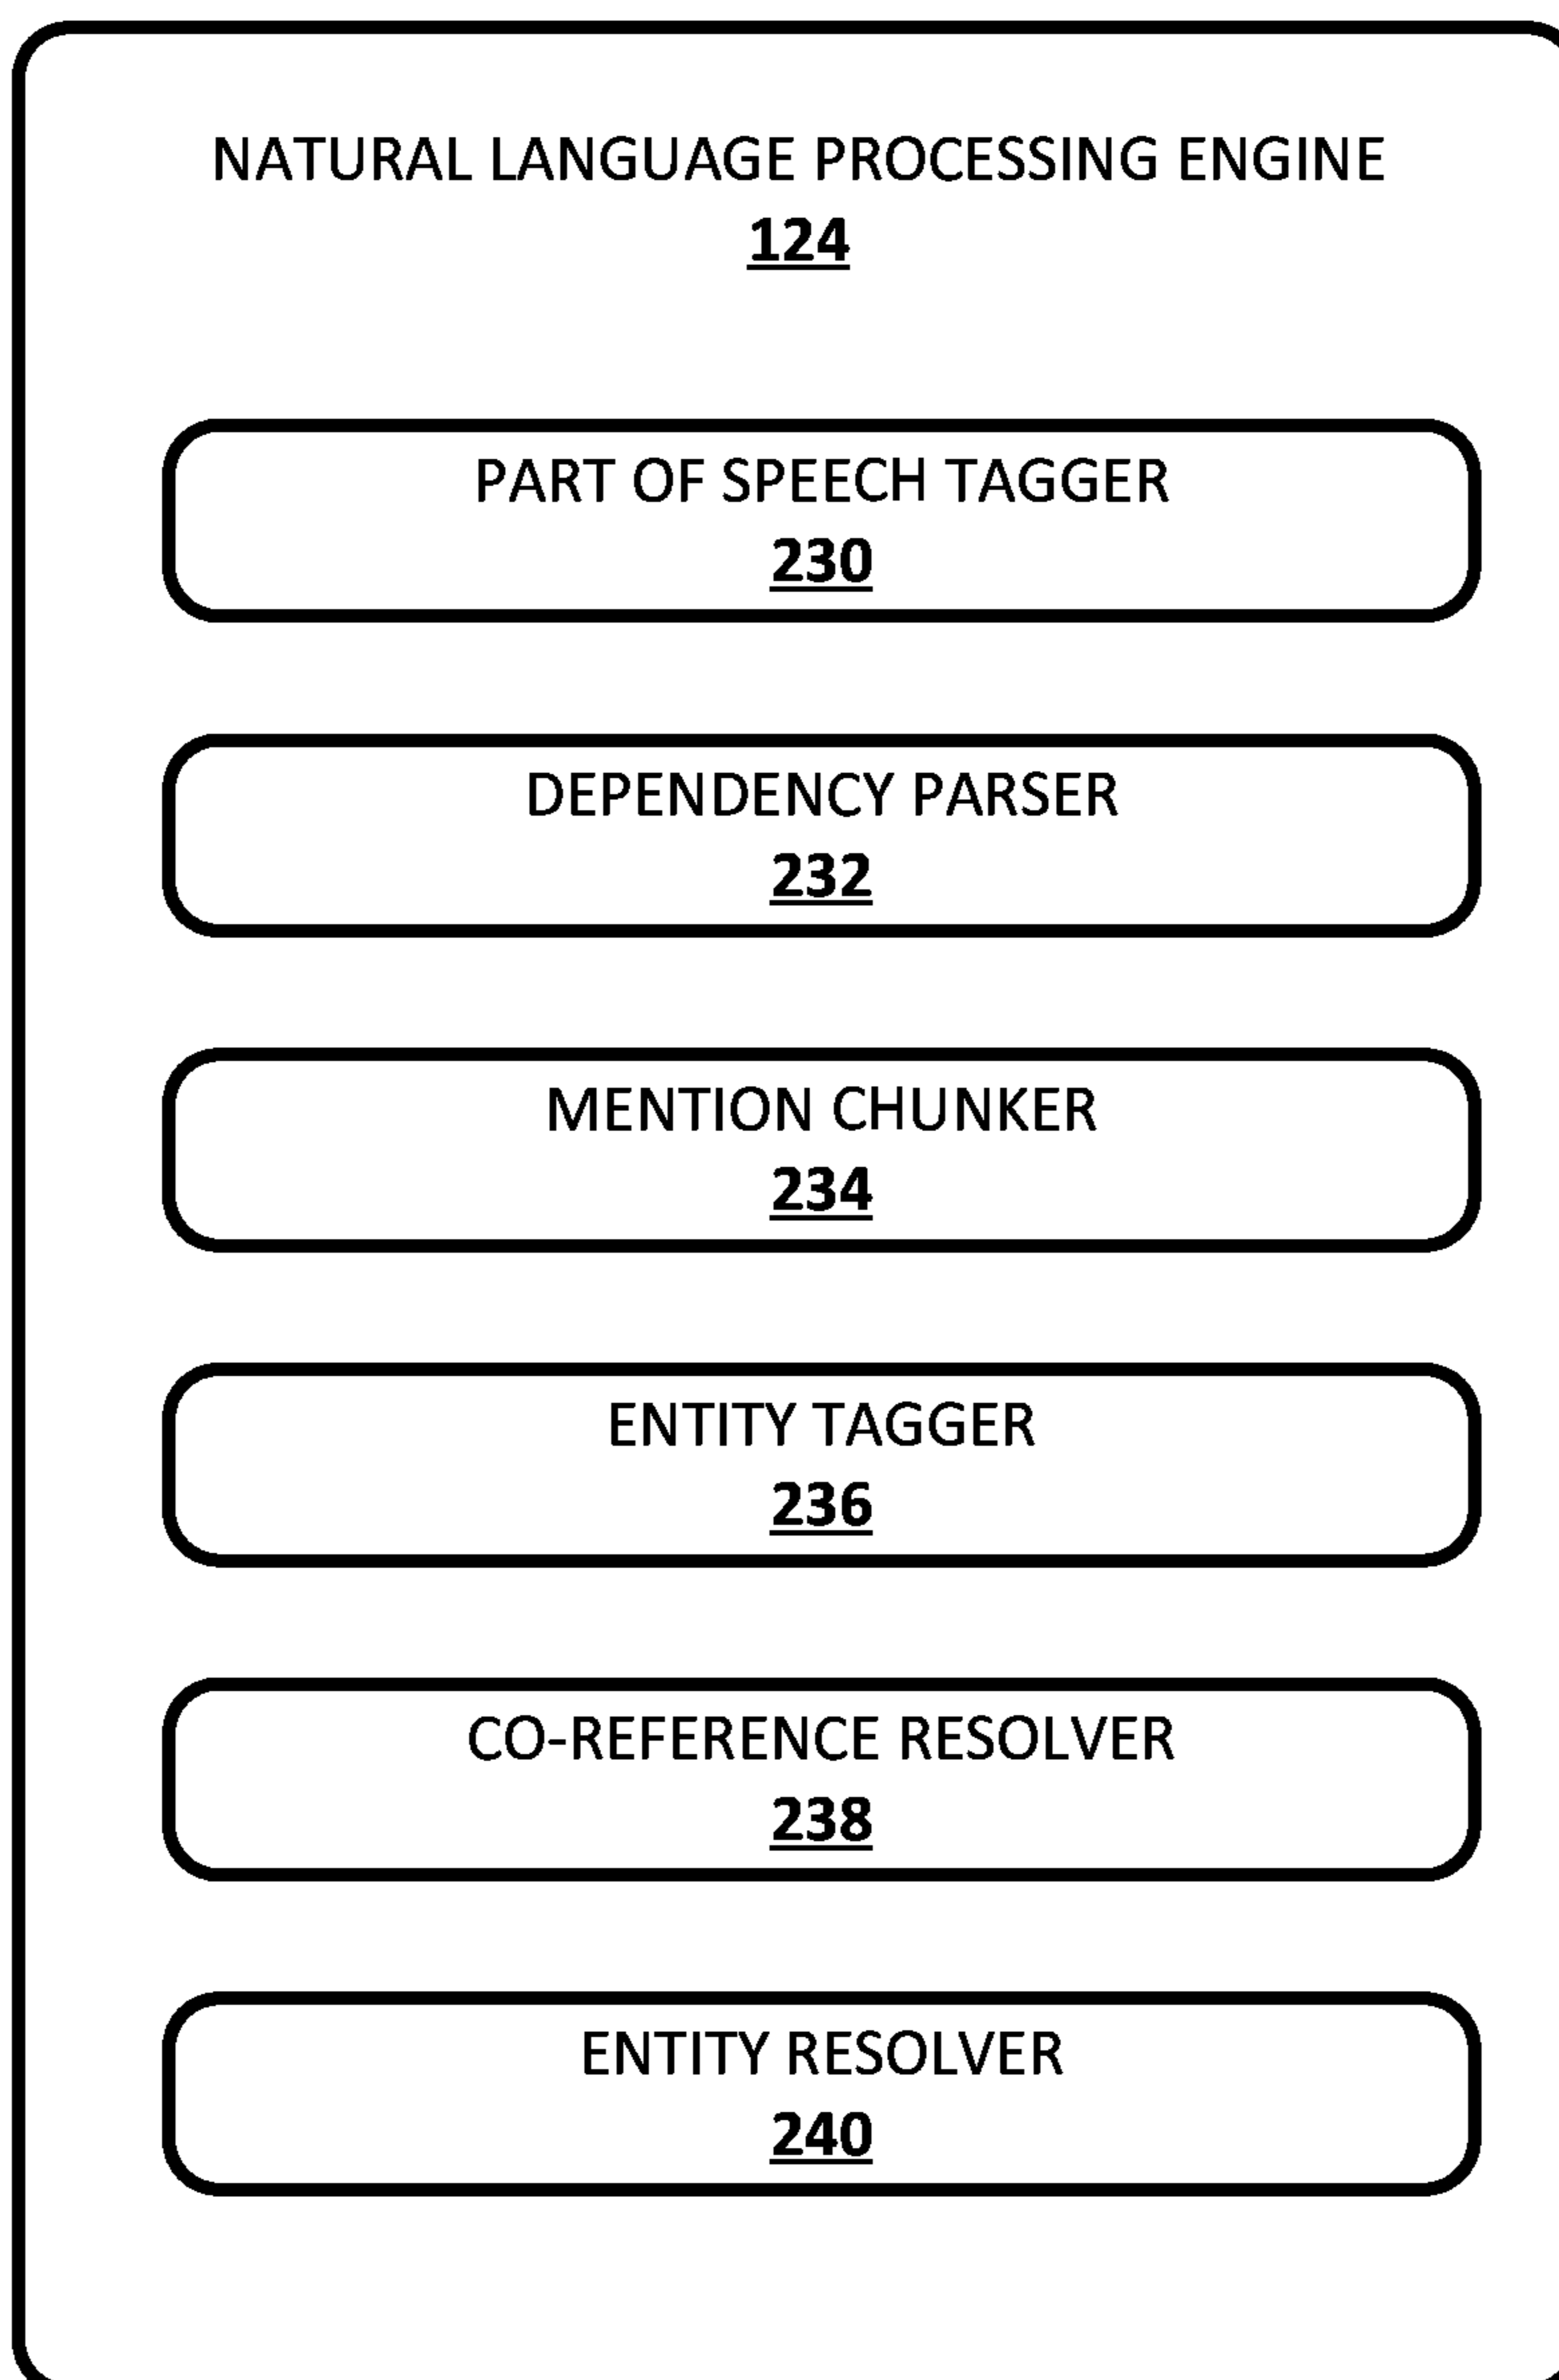 NATURAL LANGUAGE PROCESSING ENGINE
124
PART OF SPEECH TAGGER
230
DEPENDENCY PARSER
232
MENTION CHUNKER
234
ENTITY TAGGER
236
CO-REFERENCE RESOLVER
238
ENTITY RESOLVER
240